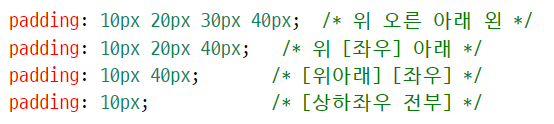 padding: 10px 20px 30px 40px;  /* 위 오른 아래 왼 */
padding: 10px 20px 40px;   /* 위 [좌우] 아래 */
padding: 10px 40px;        /* [위아래] [좌우] */
padding: 10px;             /* [상하좌우 전부] */